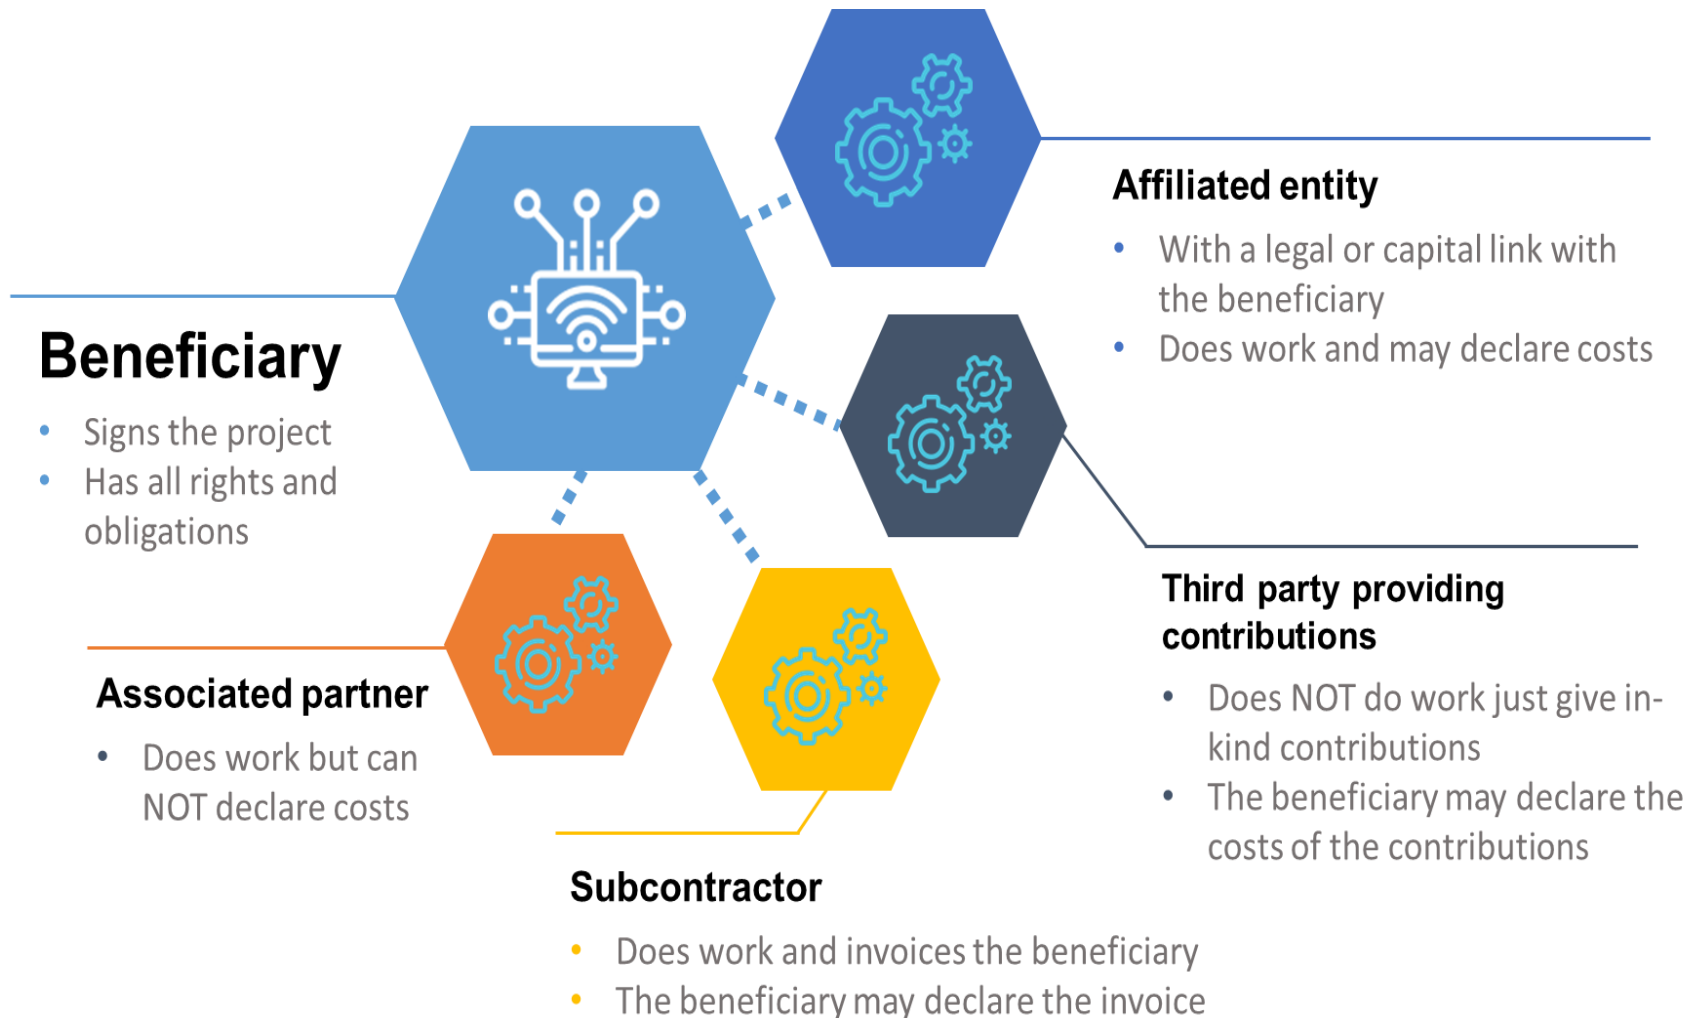 Beneficiary
• Signs the project
• Has all rights and
obligations
Affiliated entity
• With a legal or capital link with
the beneficiary
• Does work and may declare costs
Third party providing
contributions
• Does NOT do work just give in-
kind contributions
• The beneficiary may declare the
costs of the contributions
Associated partner
• Does work but can
NOT declare costs
Subcontractor
• Does work and invoices the beneficiary
• The beneficiary may declare the invoice